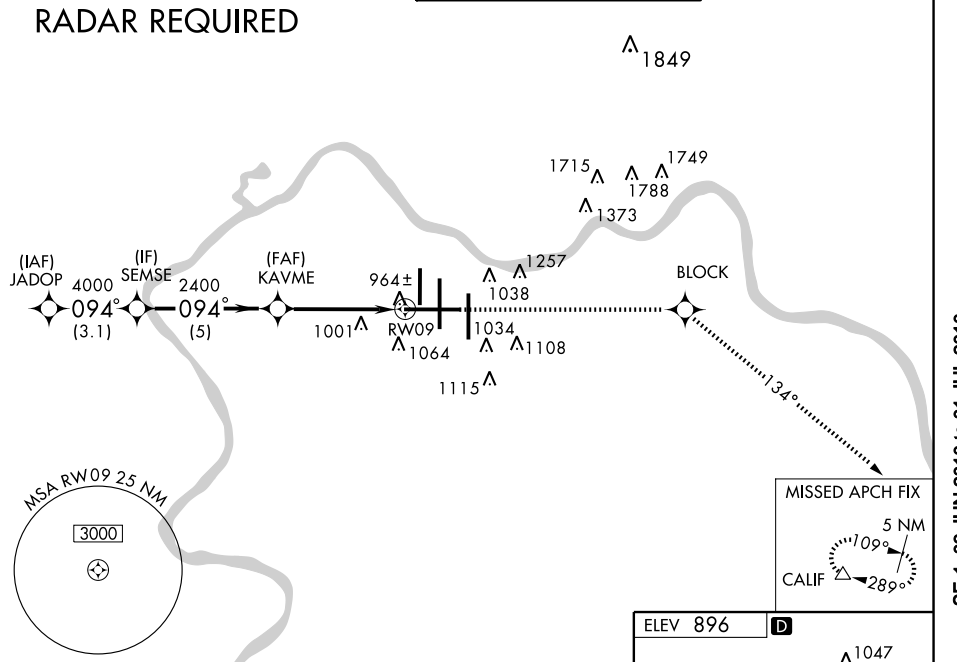 RADAR REQUIRED
1849
1715
1749
1788
1373
(IAF)
JADOP
4000
094°
(3.1)
(IF)
SEMSE
2400
094°
(5)
(FAF)
KAVME
964±
1257
1038
BLOCK
1001
RW09
1034
1064
1108
1115
134°
MSA RW09 25 NM
3000
MISSED APCH FIX
5 NM
109°
CALIF
289°
ELEV 896 D
1047